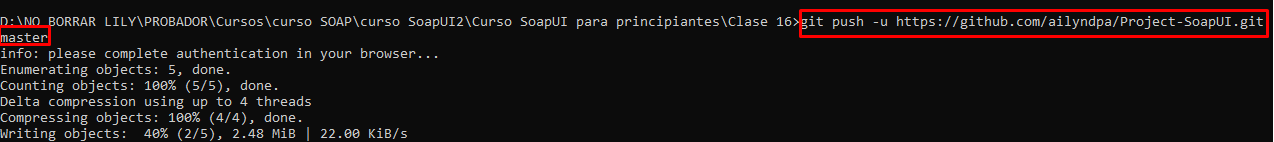 D:\NO BORRAR LILY\PROBADOR\Cursos\curso SOAP\curso SoapUI2\Curso SoapUI para principiantes\Clase 16>git push -u https://github.com/ailyndpa/Project-SoapUI.git
master
info: please complete authentication in your browser...
Enumerating objects: 5, done.
Counting objects: 100% (5/5), done.
Delta compression using up to 4 threads
Compressing objects: 100% (4/4), done.
Writing objects:  40% (2/5), 2.48 MiB | 22.00 KiB/s